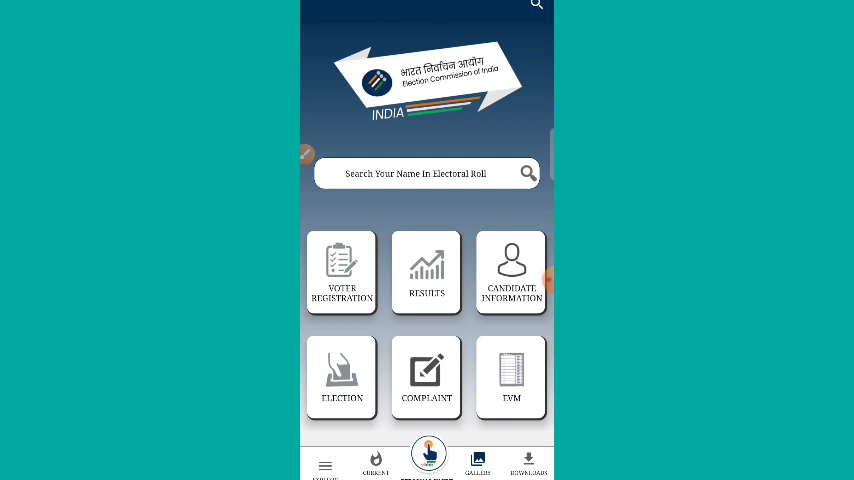 भारत निर्वाचन आयोग
Election Commission of India
INDIA
Search Your Name In Electoral Roll
VOTER
REGISTRATION
RESULTS
CANDIDATE
INFORMATION
ELECTION
COMPLAINT
EVM
CURRENT
GALLERY
DOWNLOADS